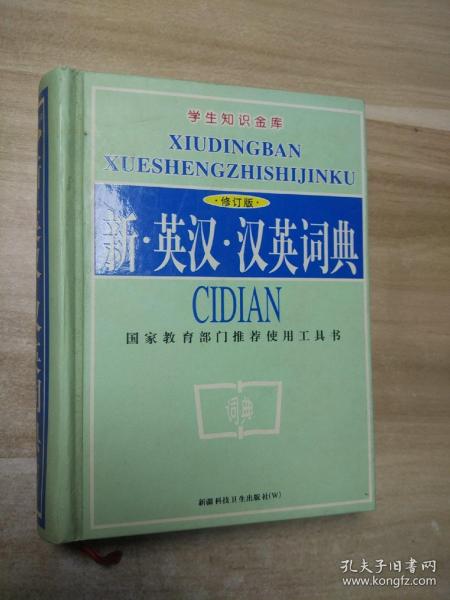 学生知识金库
XIUDINGBAN
XUESHENGZHISHIJINKU
·修订版·
新·英汉·汉英词典
CIDIAN
国家教育部门推荐使用工具书
词典
新疆科技卫生出版社(W)
孔夫子旧书网
www.kongfz.com